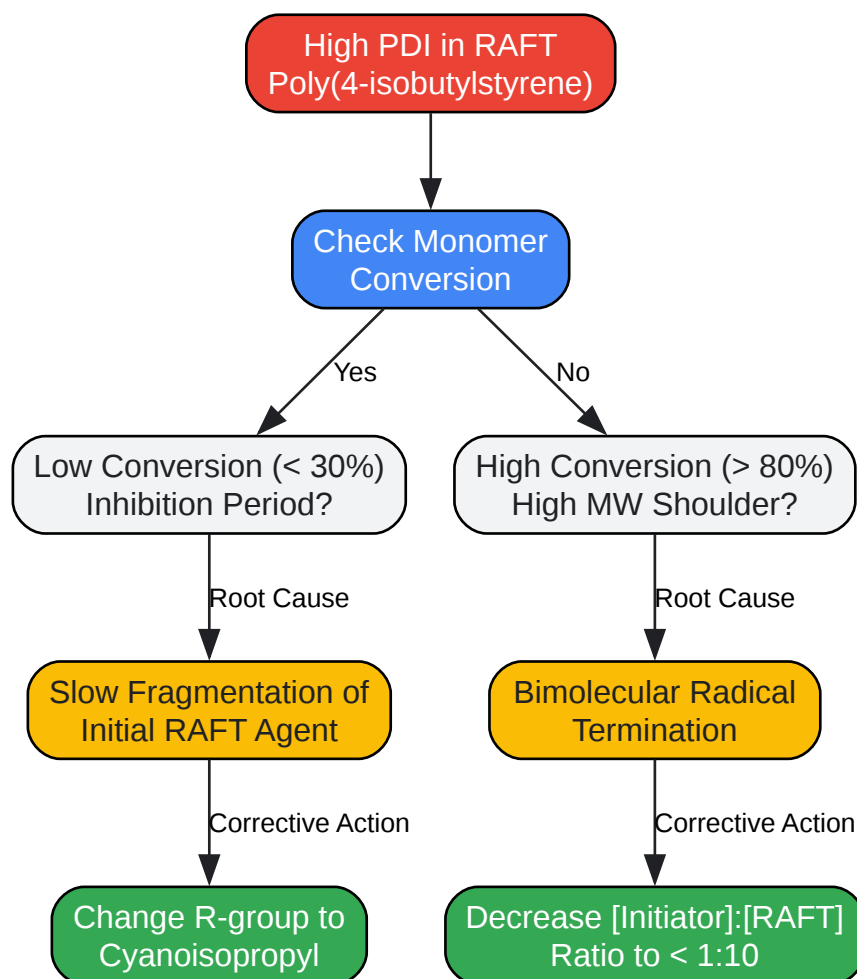 High PDI in RAFT
Poly(4-isobutylstyrene)
Check Monomer
Conversion
Yes
No
Low Conversion (< 30%)
Inhibition Period?
High Conversion (> 80%)
High MW Shoulder?
Root Cause
Root Cause
Slow Fragmentation of
Initial RAFT Agent
Bimolecular Radical
Termination
Corrective Action
Corrective Action
Change R-group to
Cyanoisopropyl
Decrease [Initiator]:[RAFT]
Ratio to < 1:10